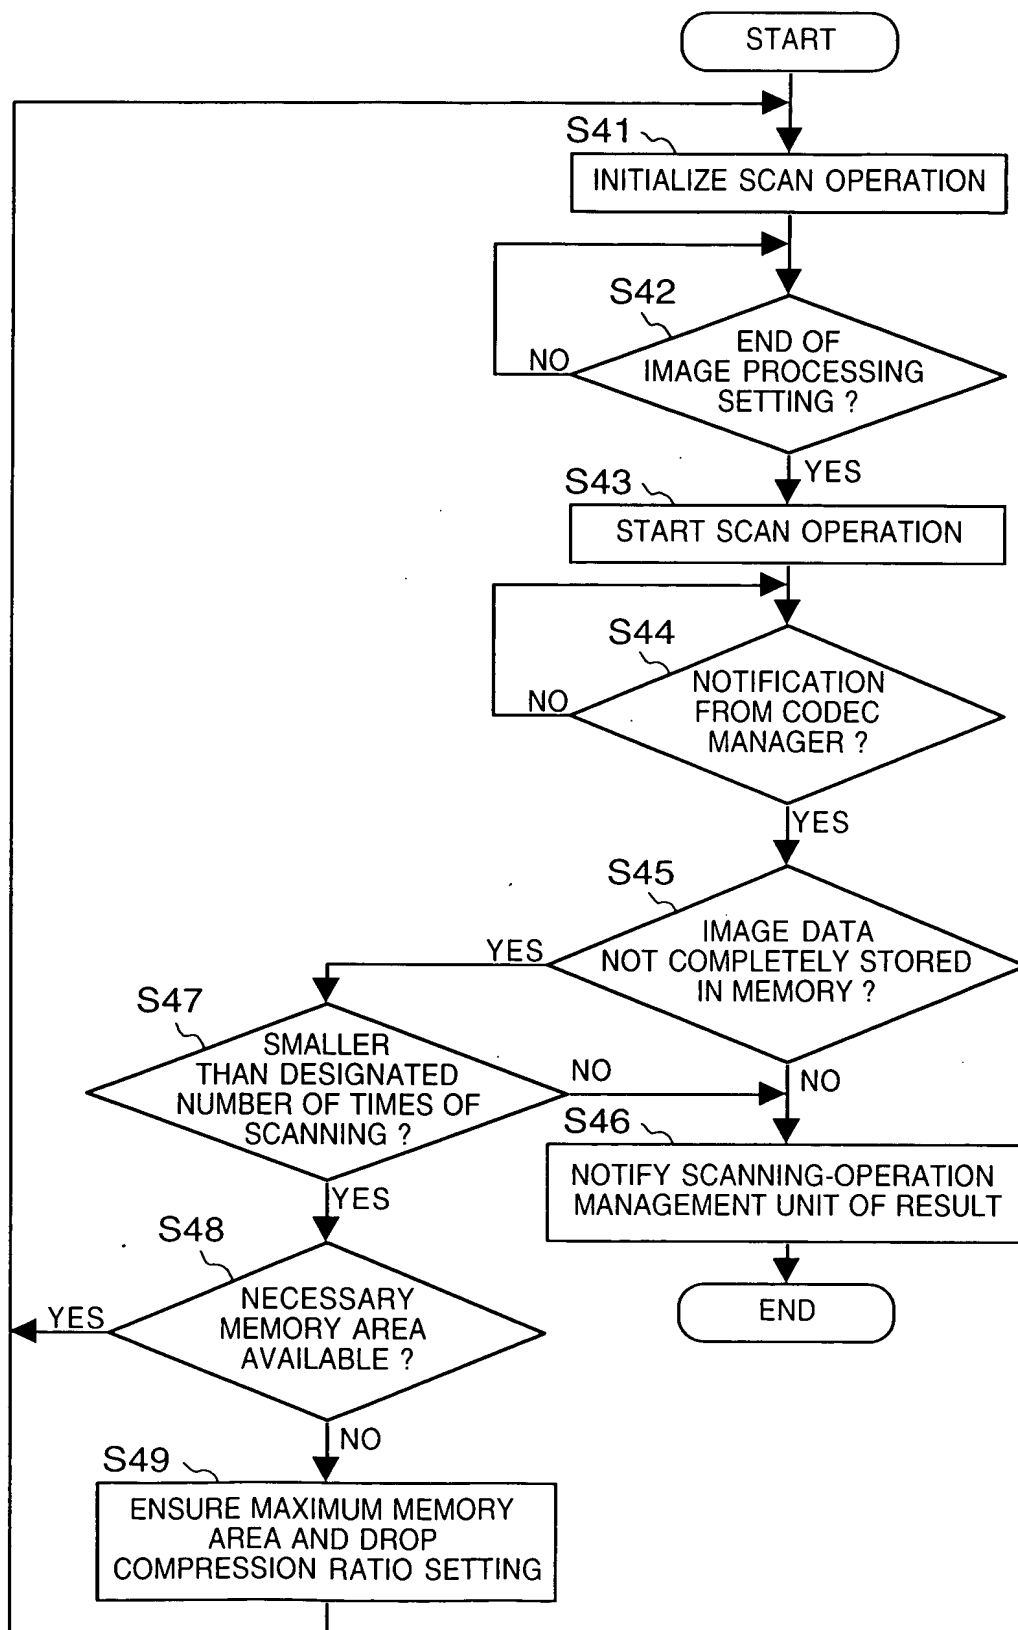 START
S41
INITIALIZE SCAN OPERATION
S42
END OF
IMAGE PROCESSING
SETTING ?
NO
YES
S43
START SCAN OPERATION
S44
NOTIFICATION
FROM CODEC
MANAGER ?
NO
YES
S45
IMAGE DATA
NOT COMPLETELY STORED
IN MEMORY ?
YES
NO
S47
SMALLER
THAN DESIGNATED
NUMBER OF TIMES OF
SCANNING ?
NO
YES
S46
NOTIFY SCANNING-OPERATION
MANAGEMENT UNIT OF RESULT
END
S48
NECESSARY
MEMORY AREA
AVAILABLE ?
YES
NO
S49
ENSURE MAXIMUM MEMORY
AREA AND DROP
COMPRESSION RATIO SETTING